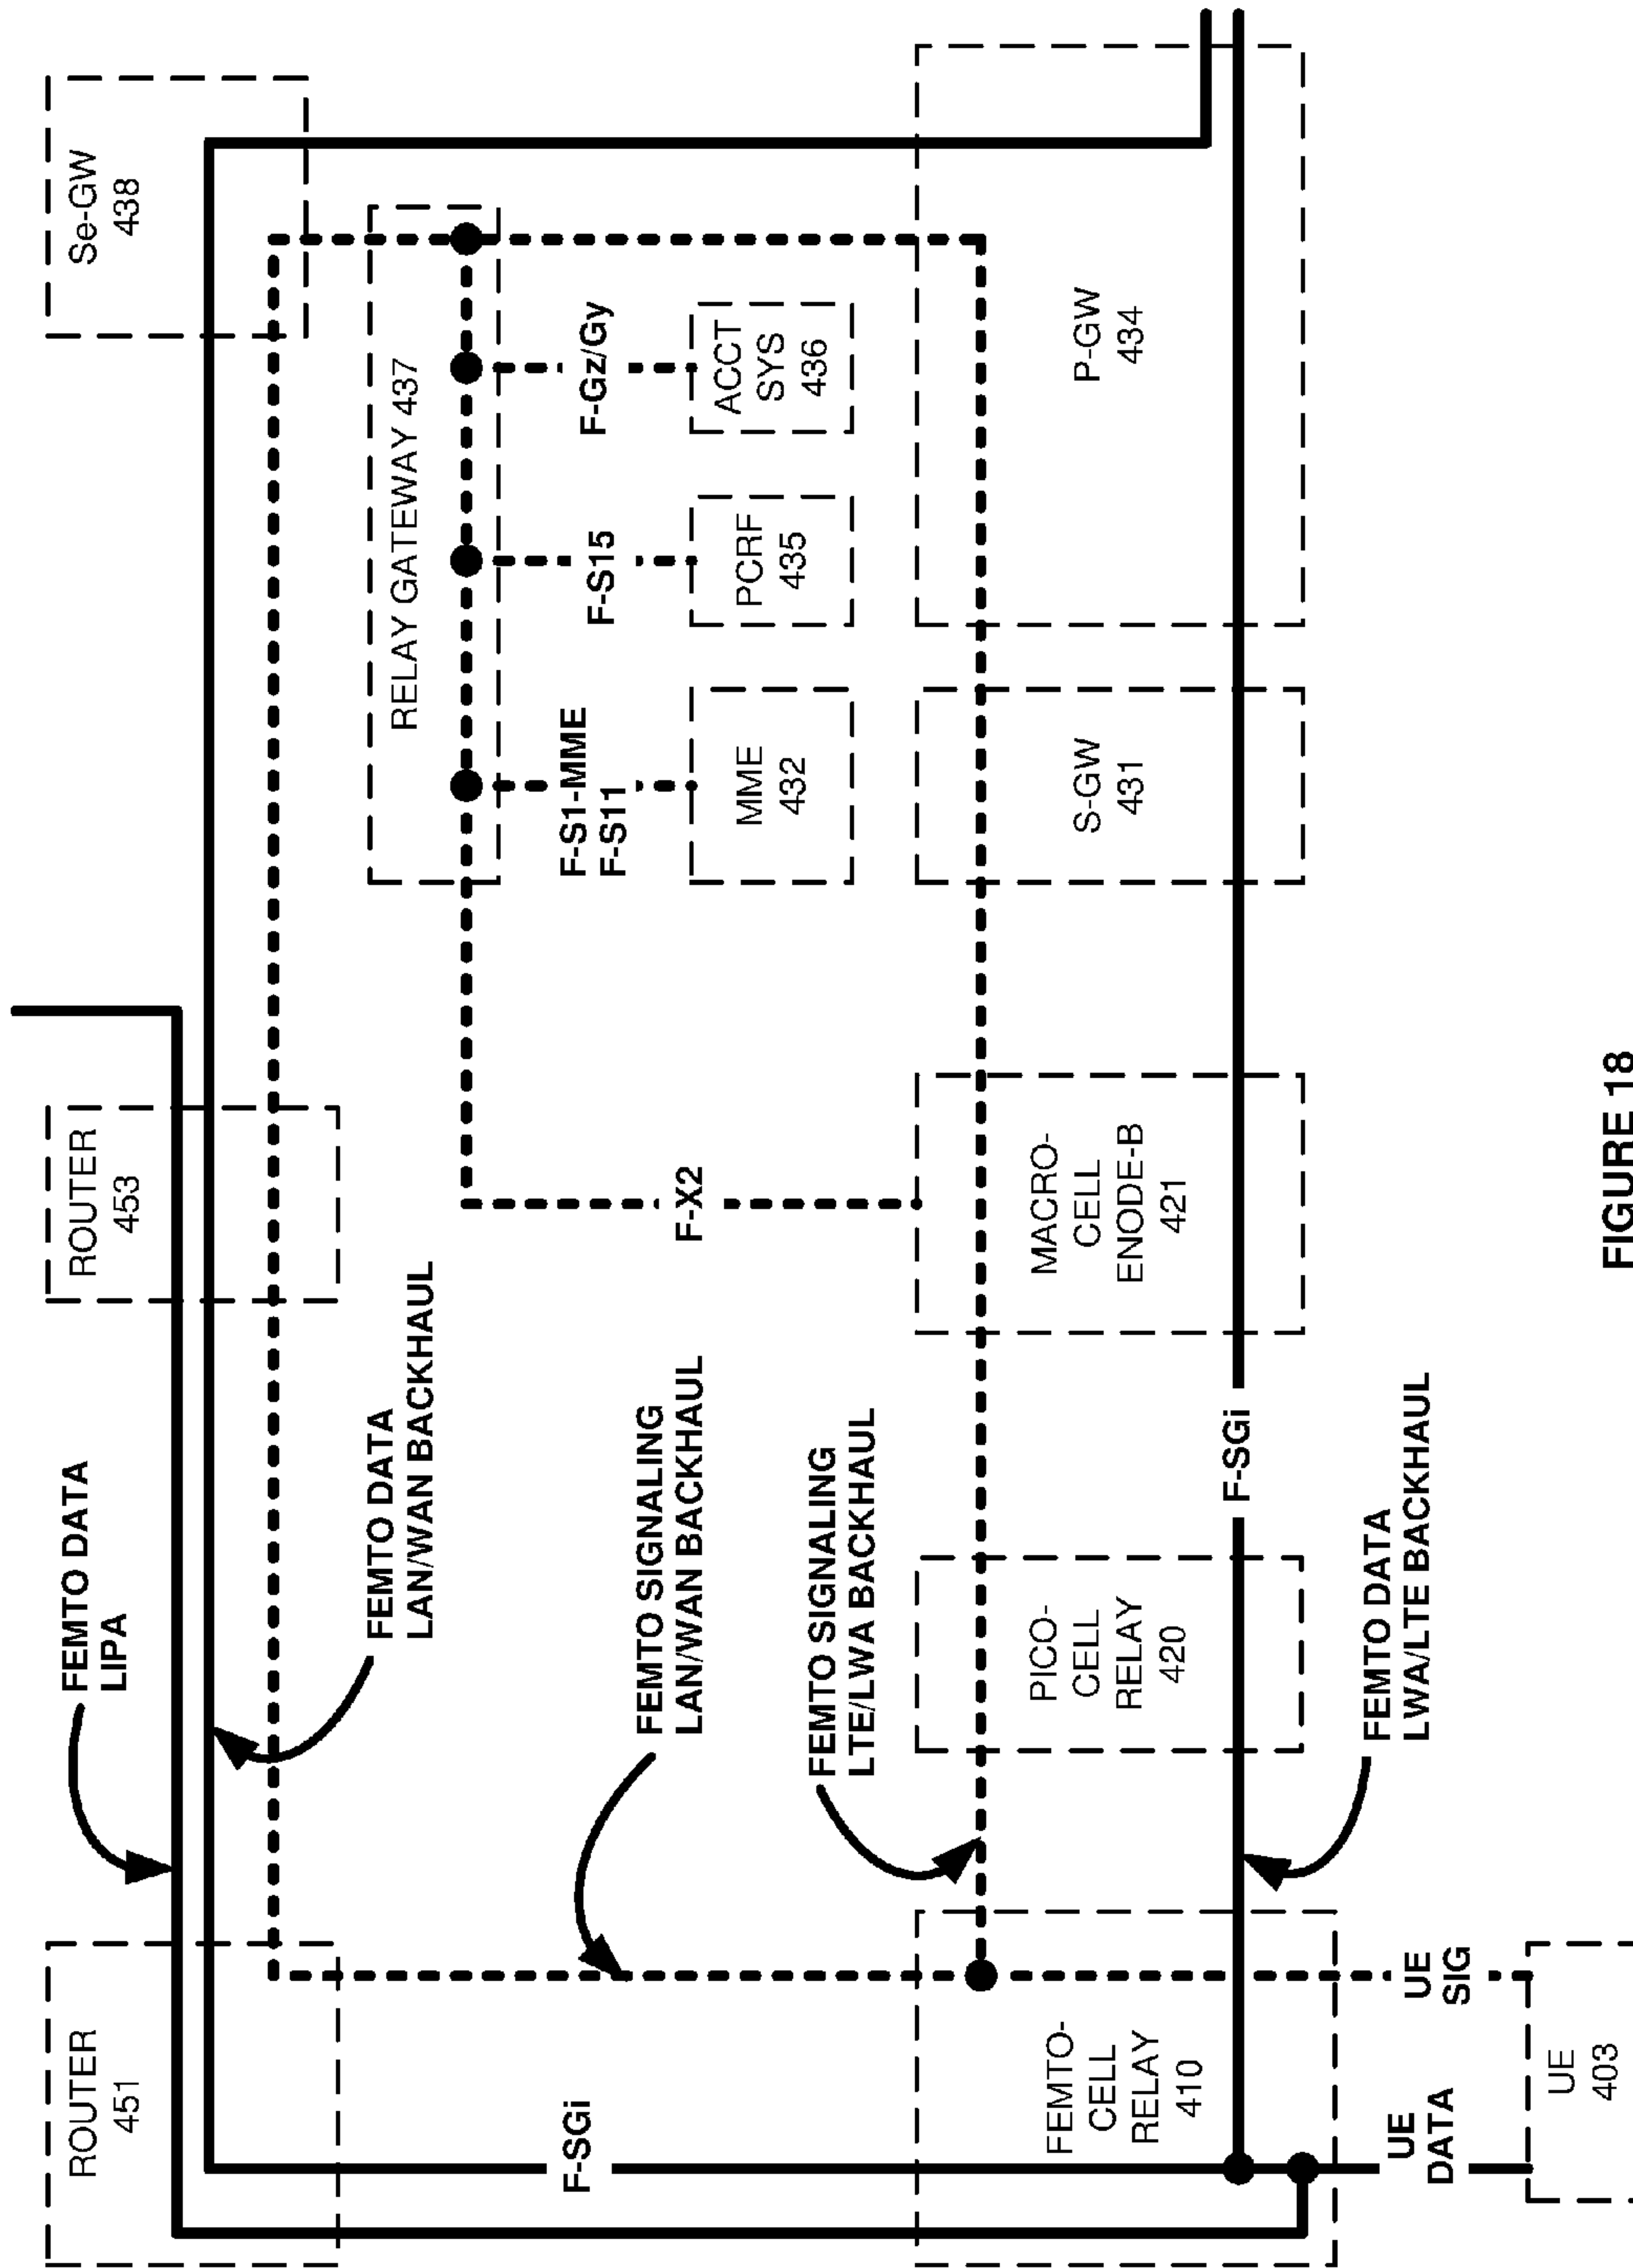 FEMTO DATA
LIPA
ROUTER
451
ROUTER
453
Se-GW
438
FEMTO DATA
LAN/WAN BACKHAUL
RELAY GATEWAY 437
F-SGi
FEMTO SIGNALING
LAN/WAN BACKHAUL
F-X2
F-S1-MME
F-S11
F-S15
F-Gz/Gy
MME
432
PCRF
435
ACCT
SYS
436
FEMTO SIGNALING
LTE/LWA BACKHAUL
FEMTO-
CELL
RELAY
410
PICO-
CELL
RELAY
420
MACRO-
CELL
ENODE-B
421
S-GW
431
P-GW
434
F-SGi
UE
DATA
UE
SIG
FEMTO DATA
LWA/LTE BACKHAUL
UE
403
FIGURE 18